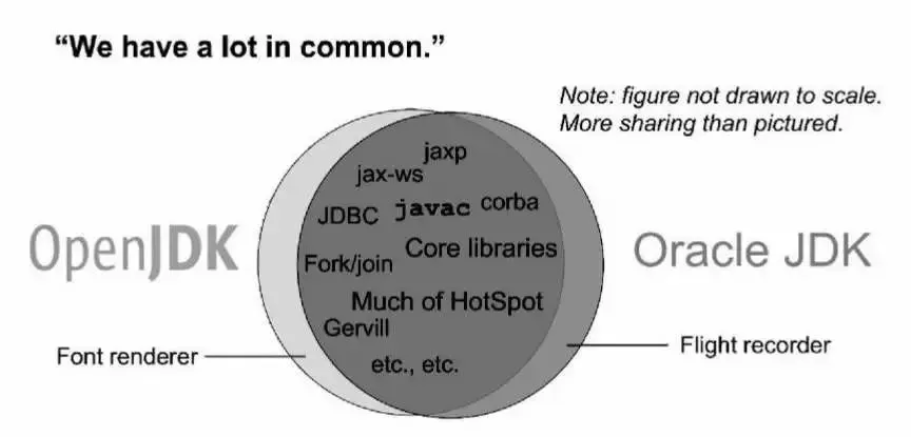 “We have a lot in common.”
Note: figure not drawn to scale.
More sharing than pictured.
jaxp
jax-ws
JDBC javac corba
OpenJDK
Oracle JDK
Fork/join Core libraries
Much of HotSpot
Gervill
Font renderer
Flight recorder
etc., etc.